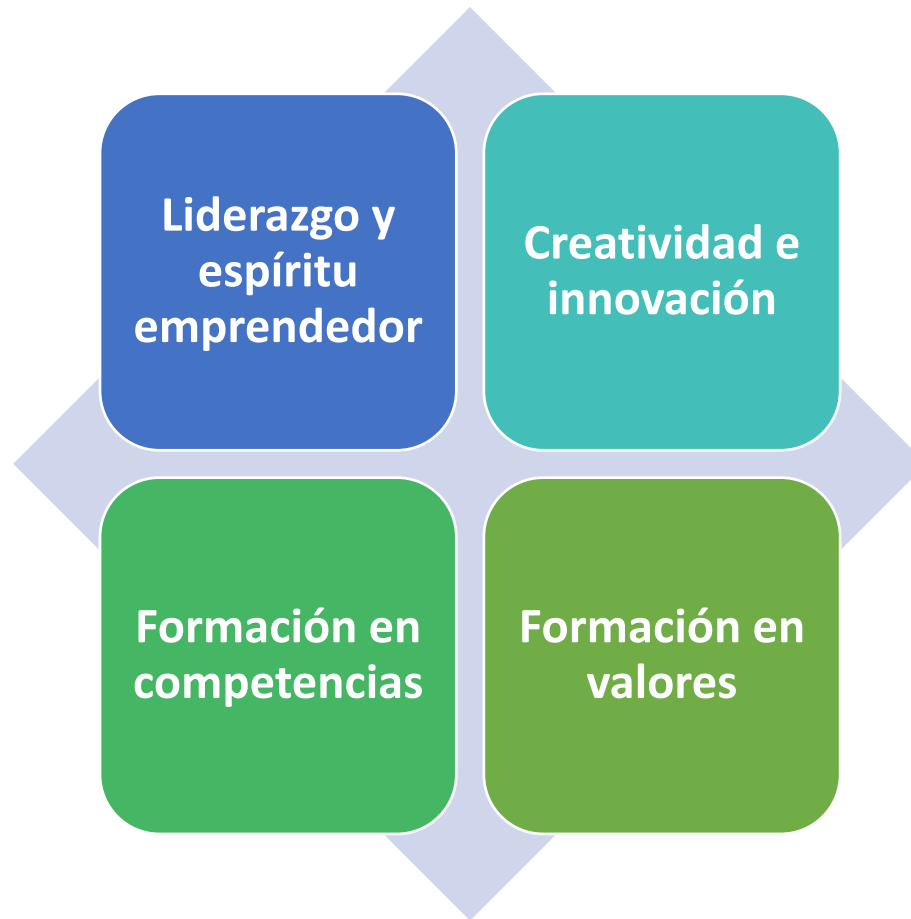 Liderazgo y
espíritu
emprendedor
Creatividad e
innovación
Formación en
competencias
Formación en
valores